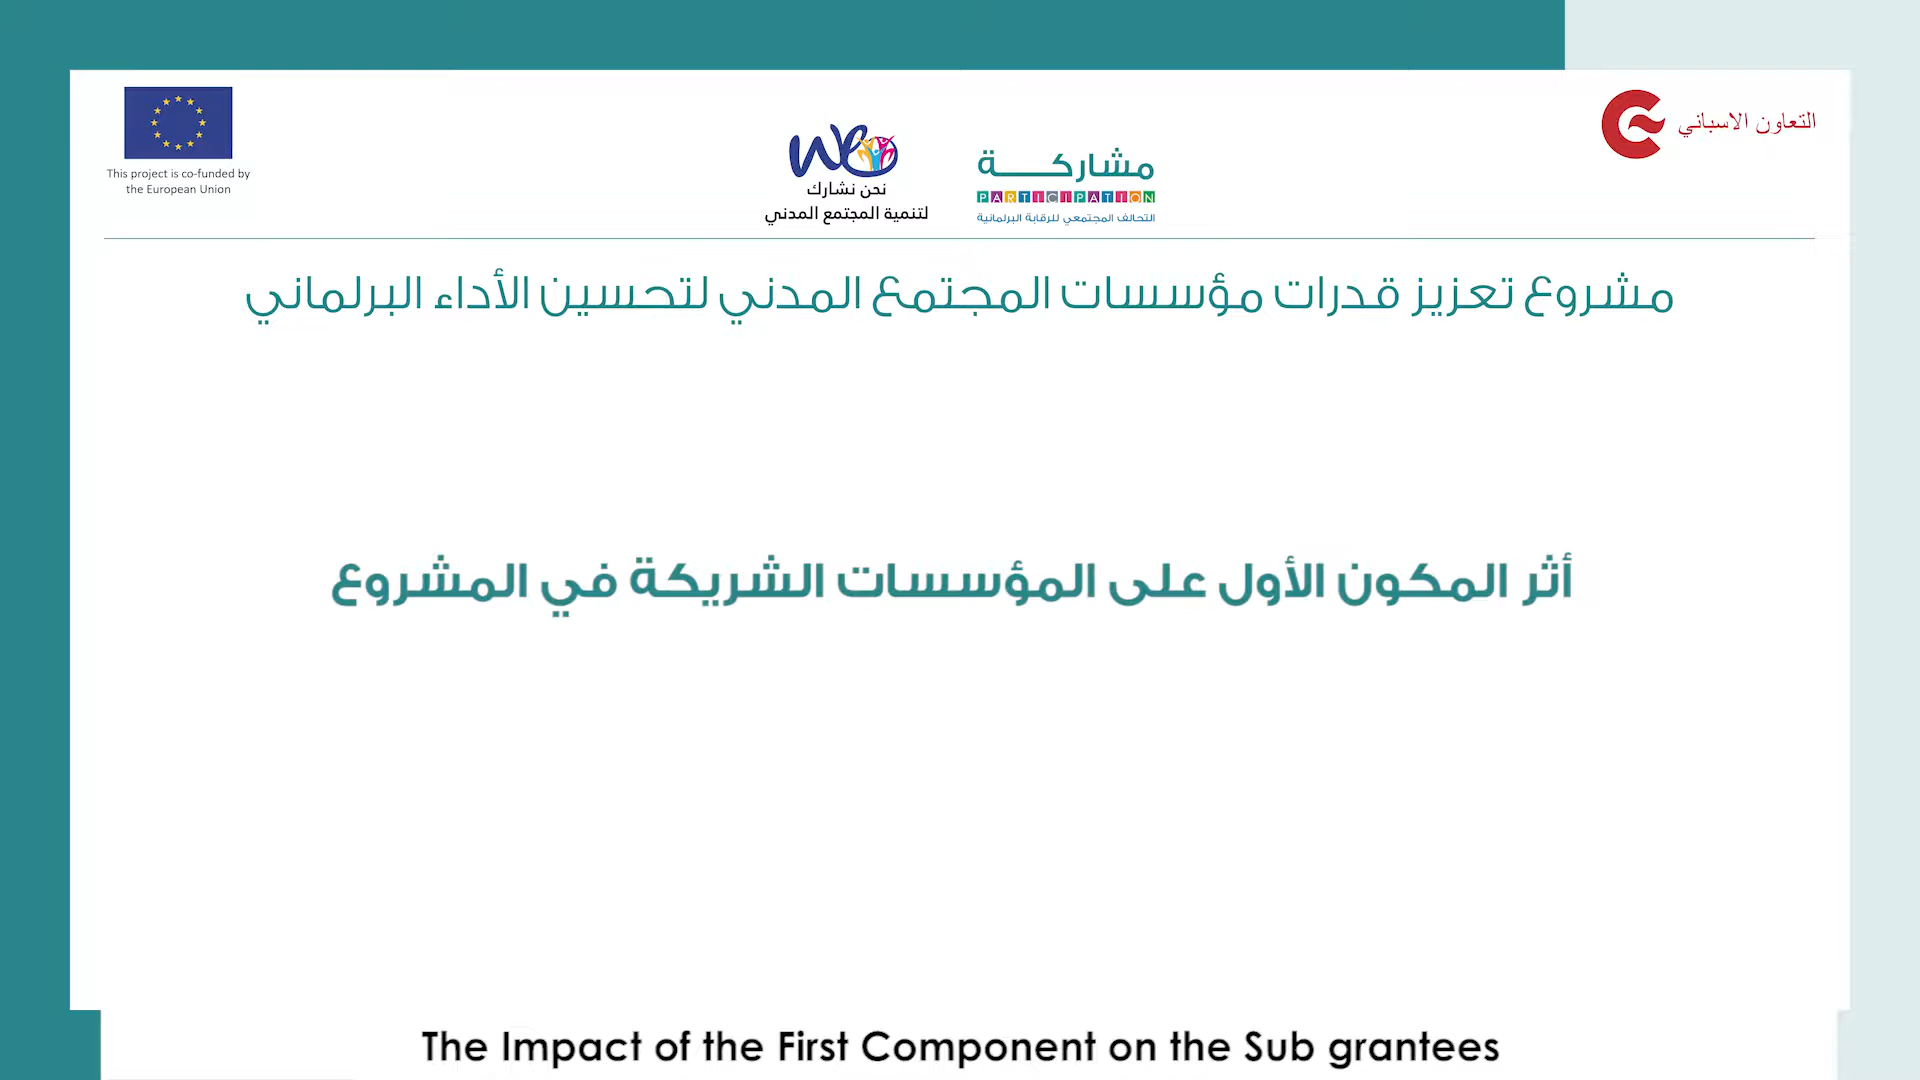 This project is co-funded by
the European Union
we
نحن نشارك
لتنمية المجتمع المدني
مشاركة
PARTICIPATION
التحالف المجتمعي للرقابة البرلمانية
التعاون الاسباني
مشروع تعزيز قدرات مؤسسات المجتمع المدني لتحسين الأداء البرلماني
أثر المكون الأول على المؤسسات الشريكة في المشروع
The Impact of the First Component on the Sub grantees